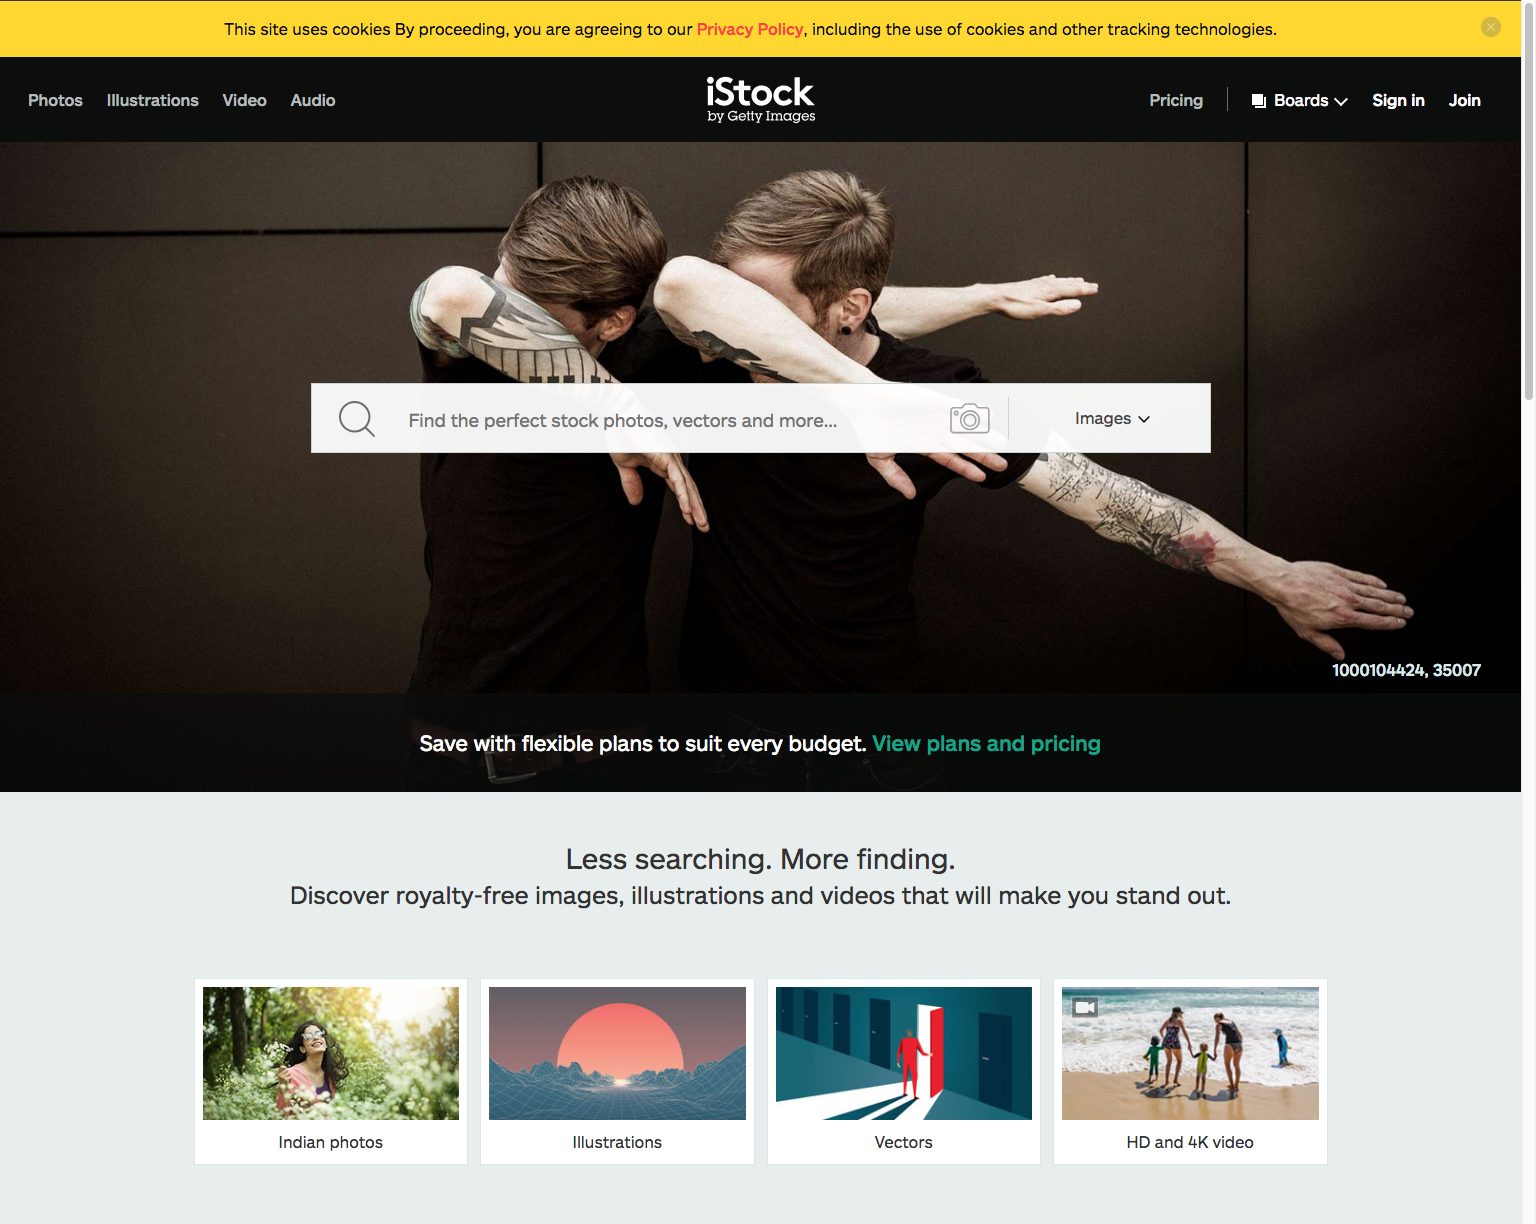 This site uses cookies By proceeding, you are agreeing to our Privacy Policy, including the use of cookies and other tracking technologies.
Photos Illustrations Video Audio
iStock
by Getty Images
Pricing Boards Sign in Join
Find the perfect stock photos, vectors and more...
Images
1000104424, 35007
Save with flexible plans to suit every budget. View plans and pricing
Less searching. More finding.
Discover royalty-free images, illustrations and videos that will make you stand out.
Indian photos
Illustrations
Vectors
HD and 4K video